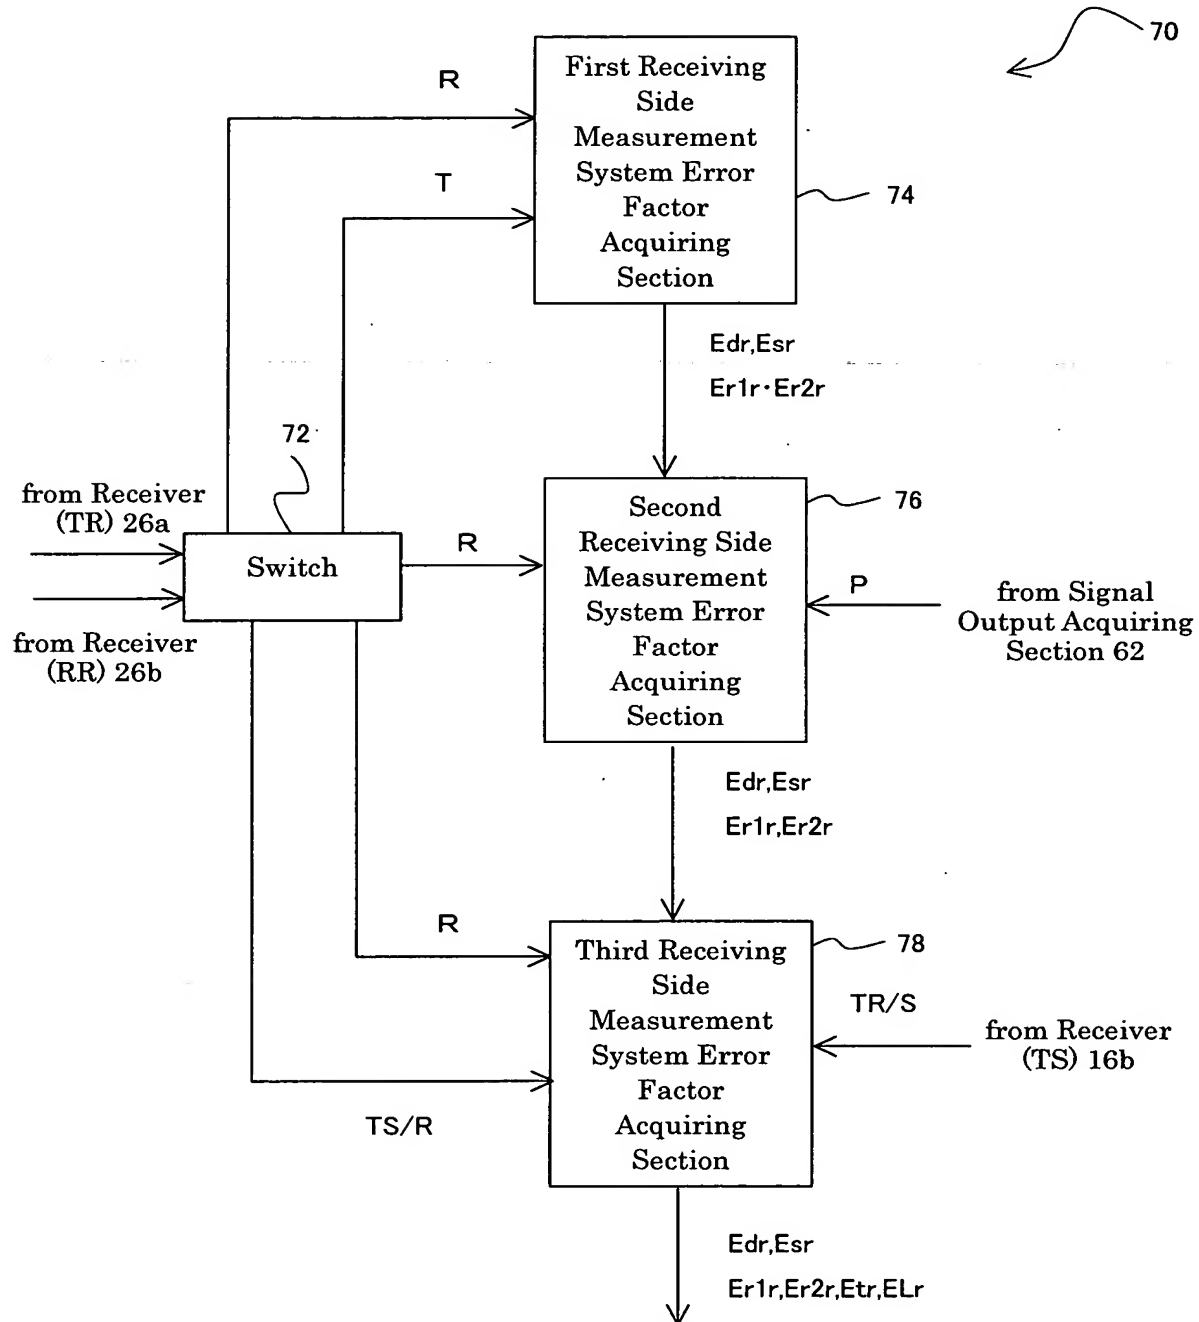 70
R
First Receiving
Side
Measurement
System Error
Factor
Acquiring
Section
T
74
Edr,Esr
Er1r·Er2r
72
from Receiver
(TR) 26a
Switch
from Receiver
(RR) 26b
R
Second
Receiving Side
Measurement
System Error
Factor
Acquiring
Section
76
P
from Signal
Output Acquiring
Section 62
Edr,Esr
Er1r,Er2r
R
TS/R
Third Receiving
Side
Measurement
System Error
Factor
Acquiring
Section
78
TR/S
from Receiver
(TS) 16b
Edr,Esr
Er1r,Er2r,Etr,ELr